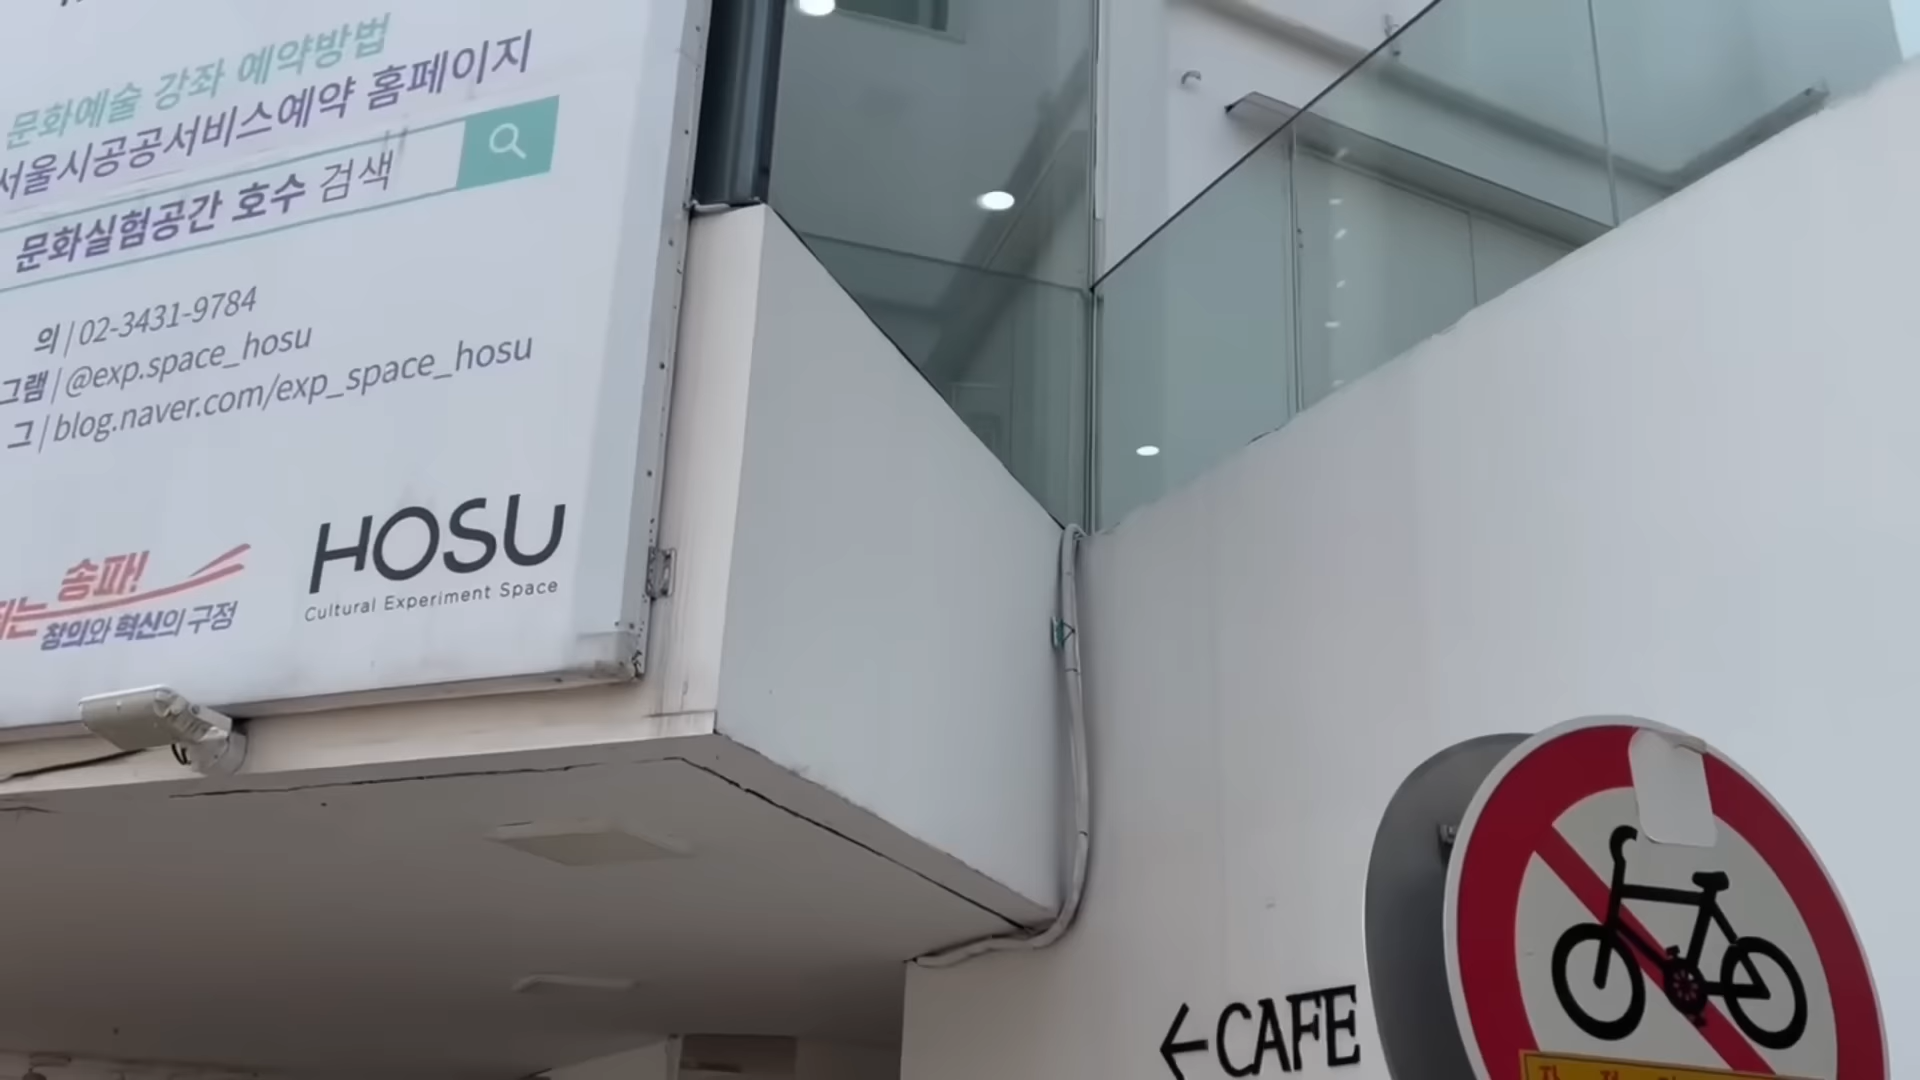 문화예술 강좌 예약방법
서울시공공서비스예약 홈페이지
문화실험공간 호수 검색
의 | 02-3431-9784
그램 | @exp.space_hosu
그 | blog.naver.com/exp_space_hosu
송파!
창의와 혁신의 구정
HOSU
Cultural Experiment Space
←CAFE